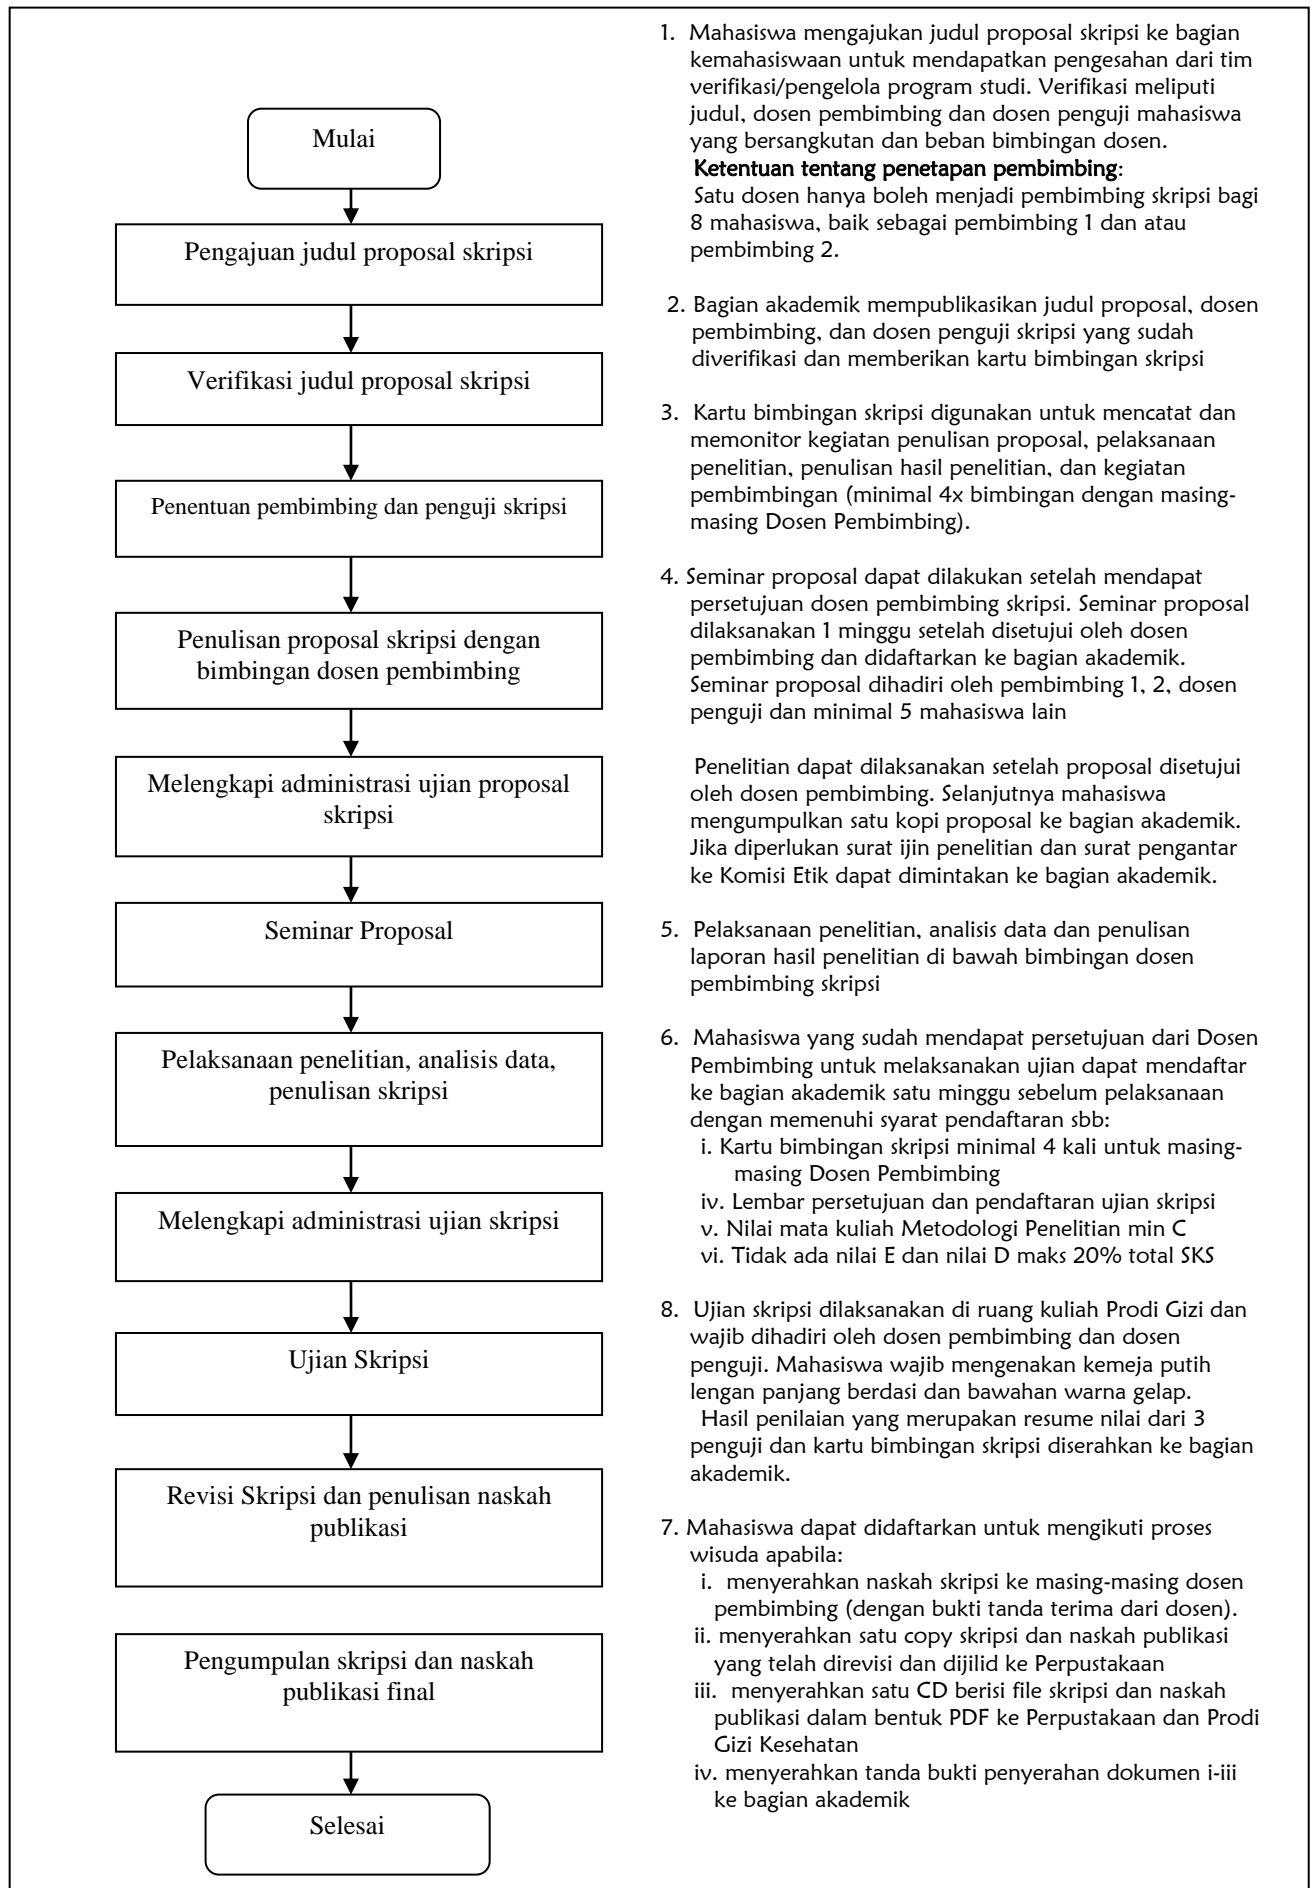 Mulai
Pengajuan judul proposal skripsi
Verifikasi judul proposal skripsi
Penentuan pembimbing dan penguji skripsi
Penulisan proposal skripsi dengan
bimbingan dosen pembimbing
Melengkapi administrasi ujian proposal
skripsi
Seminar Proposal
Pelaksanaan penelitian, analisis data,
penulisan skripsi
Melengkapi administrasi ujian skripsi
Ujian Skripsi
Revisi Skripsi dan penulisan naskah
publikasi
Pengumpulan skripsi dan naskah
publikasi final
Selesai
1. Mahasiswa mengajukan judul proposal skripsi ke bagian
kemahasiswaan untuk mendapatkan pengesahan dari tim
verifikasi/pengelola program studi. Verifikasi meliputi
judul, dosen pembimbing dan dosen penguji mahasiswa
yang bersangkutan dan beban bimbingan dosen.
Ketentuan tentang penetapan pembimbing:
Satu dosen hanya boleh menjadi pembimbing skripsi bagi
8 mahasiswa, baik sebagai pembimbing 1 dan atau
pembimbing 2.
2. Bagian akademik mempublikasikan judul proposal, dosen
pembimbing, dan dosen penguji skripsi yang sudah
diverifikasi dan memberikan kartu bimbingan skripsi
3. Kartu bimbingan skripsi digunakan untuk mencatat dan
memonitor kegiatan penulisan proposal, pelaksanaan
penelitian, penulisan hasil penelitian, dan kegiatan
pembimbingan (minimal 4x bimbingan dengan masing-
masing Dosen Pembimbing).
4. Seminar proposal dapat dilakukan setelah mendapat
persetujuan dosen pembimbing skripsi. Seminar proposal
dilaksanakan 1 minggu setelah disetujui oleh dosen
pembimbing dan didaftarkan ke bagian akademik.
Seminar proposal dihadiri oleh pembimbing 1, 2, dosen
penguji dan minimal 5 mahasiswa lain
Penelitian dapat dilaksanakan setelah proposal disetujui
oleh dosen pembimbing. Selanjutnya mahasiswa
mengumpulkan satu kopi proposal ke bagian akademik.
Jika diperlukan surat ijin penelitian dan surat pengantar
ke Komisi Etik dapat dimintakan ke bagian akademik.
5. Pelaksanaan penelitian, analisis data dan penulisan
laporan hasil penelitian di bawah bimbingan dosen
pembimbing skripsi
6. Mahasiswa yang sudah mendapat persetujuan dari Dosen
Pembimbing untuk melaksanakan ujian dapat mendaftar
ke bagian akademik satu minggu sebelum pelaksanaan
dengan memenuhi syarat pendaftaran sbb:
i. Kartu bimbingan skripsi minimal 4 kali untuk masing-
masing Dosen Pembimbing
iv. Lembar persetujuan dan pendaftaran ujian skripsi
v. Nilai mata kuliah Metodologi Penelitian min C
vi. Tidak ada nilai E dan nilai D maks 20% total SKS
8. Ujian skripsi dilaksanakan di ruang kuliah Prodi Gizi dan
wajib dihadiri oleh dosen pembimbing dan dosen
penguji. Mahasiswa wajib mengenakan kemeja putih
lengan panjang berdasi dan bawahan warna gelap.
Hasil penilaian yang merupakan resume nilai dari 3
penguji dan kartu bimbingan skripsi diserahkan ke bagian
akademik.
7. Mahasiswa dapat didaftarkan untuk mengikuti proses
wisuda apabila:
i. menyerahkan naskah skripsi ke masing-masing dosen
pembimbing (dengan bukti tanda terima dari dosen).
ii. menyerahkan satu copy skripsi dan naskah publikasi
yang telah direvisi dan dijilid ke Perpustakaan
iii. menyerahkan satu CD berisi file skripsi dan naskah
publikasi dalam bentuk PDF ke Perpustakaan dan Prodi
Gizi Kesehatan
iv. menyerahkan tanda bukti penyerahan dokumen i-iii
ke bagian akademik